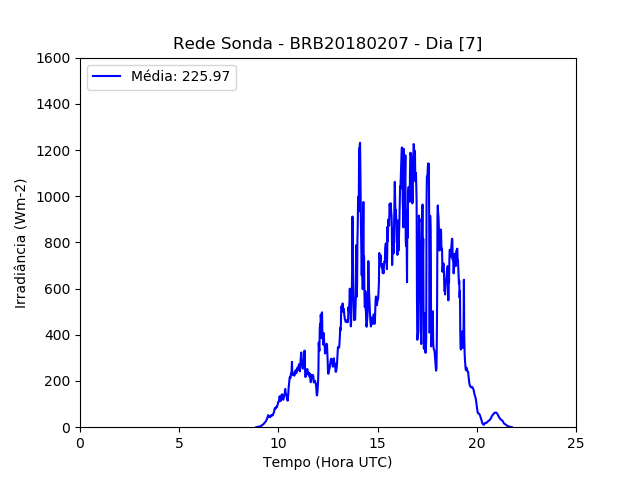 Rede Sonda - BRB20180207 - Dia [7]
Média: 225.97
1600
1400
1200
1000
800
600
400
200
0
Irradiância (Wm-2)
0 5 10 15 20 25
Tempo (Hora UTC)